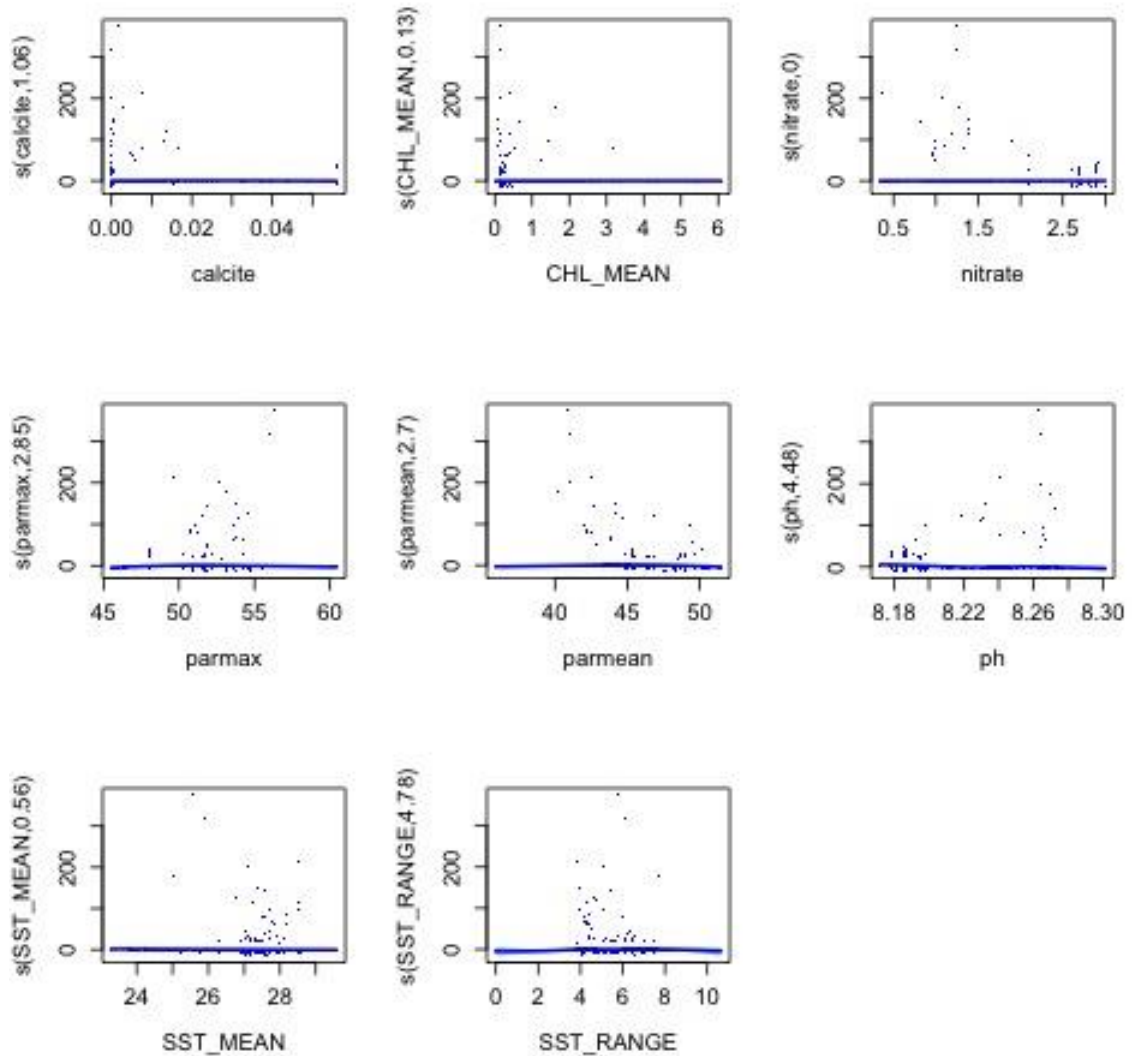 s(calcite,1.06)
200
0
0.00 0.02 0.04
calcite
s(CHL_MEAN,0.13)
200
0
0 1 2 3 4 5 6
CHL_MEAN
s(nitrate,0)
200
0
0.5 1.5 2.5
nitrate
s(parmax,2.85)
200
0
45 50 55 60
parmax
s(parmean,2.7)
200
0
40 45 50
parmean
s(ph,4.48)
200
0
8.18 8.22 8.26 8.30
ph
s(SST_MEAN,0.56)
200
0
24 26 28
SST_MEAN
s(SST_RANGE,4.78)
200
0
0 2 4 6 8 10
SST_RANGE